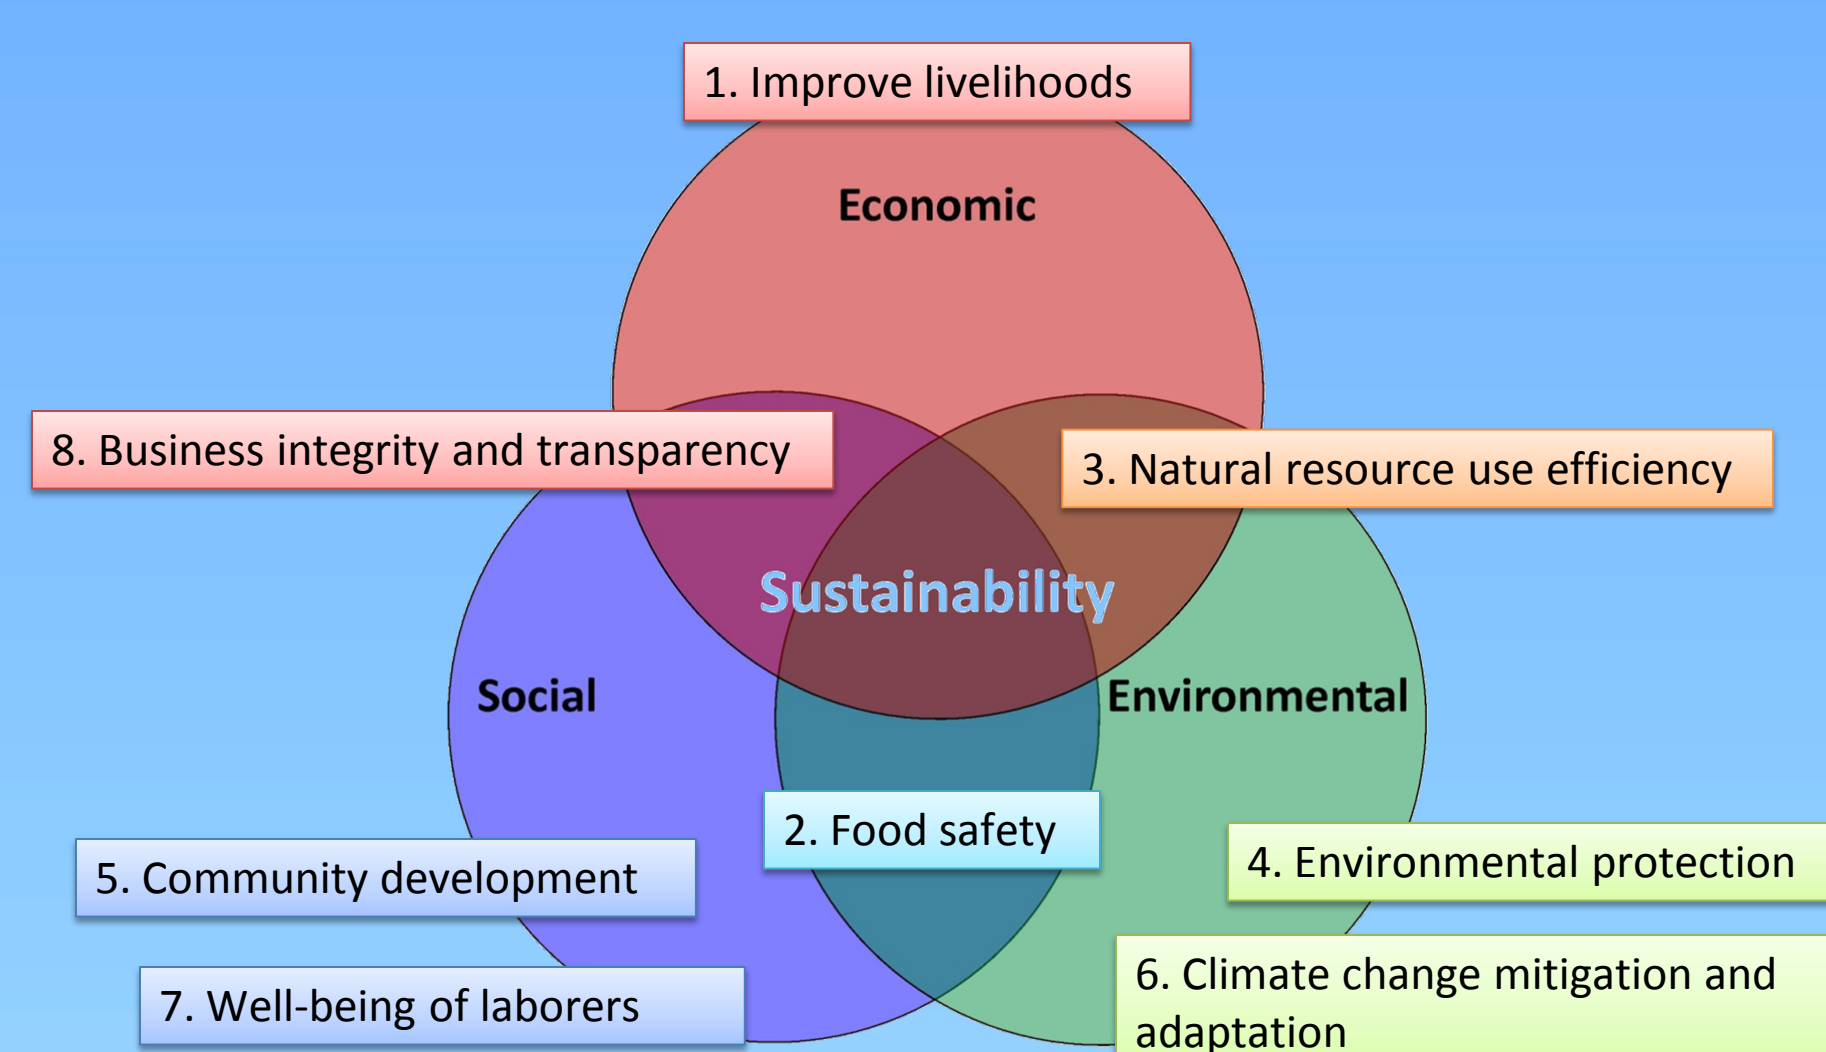 1. Improve livelihoods
Economic
8. Business integrity and transparency
3. Natural resource use efficiency
Sustainability
Social
Environmental
2. Food safety
5. Community development
4. Environmental protection
7. Well-being of laborers
6. Climate change mitigation and
adaptation